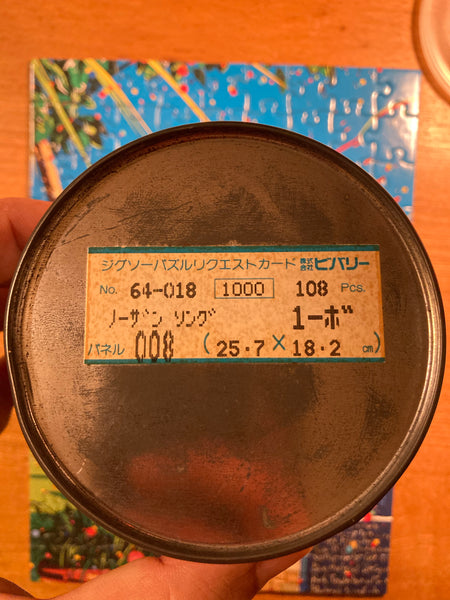 ジグソーパズルリクエストカード 株式会社 ビバリー
No. 64-018 1000 108 Pcs.
ノーザン ソング 1-ボ
パネル 008 (25.7×18.2cm)